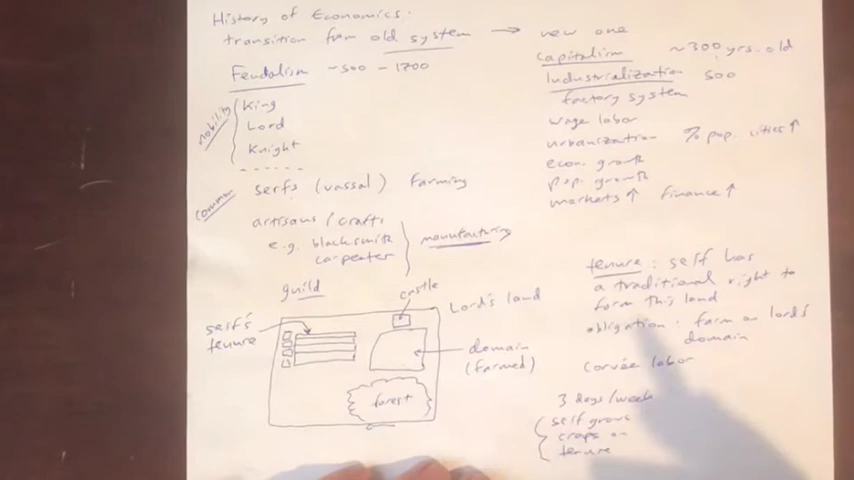 History of Economics.
transition from old system → new one
Feudalism ~500 - 1700
nobility
King
Lord
Knight
common
serfs (vassal) farming
artisans / crafts
e.g. blacksmith
carpenter
manufacturing
guild
castle
Lord's land
serf's
tenure
domain
(farmed)
forest
capitalism ~300 yrs. old
Industrialization 500
factory system
wage labor
urbanization % pop. cities ↑
econ. growth
pop. growth
markets ↑ finance ↑
tenure : serf has
a traditional right to
farm this land
obligation : farm on lord's
domain
Corvée labor
3 days/week
serf grows
crops on
tenure